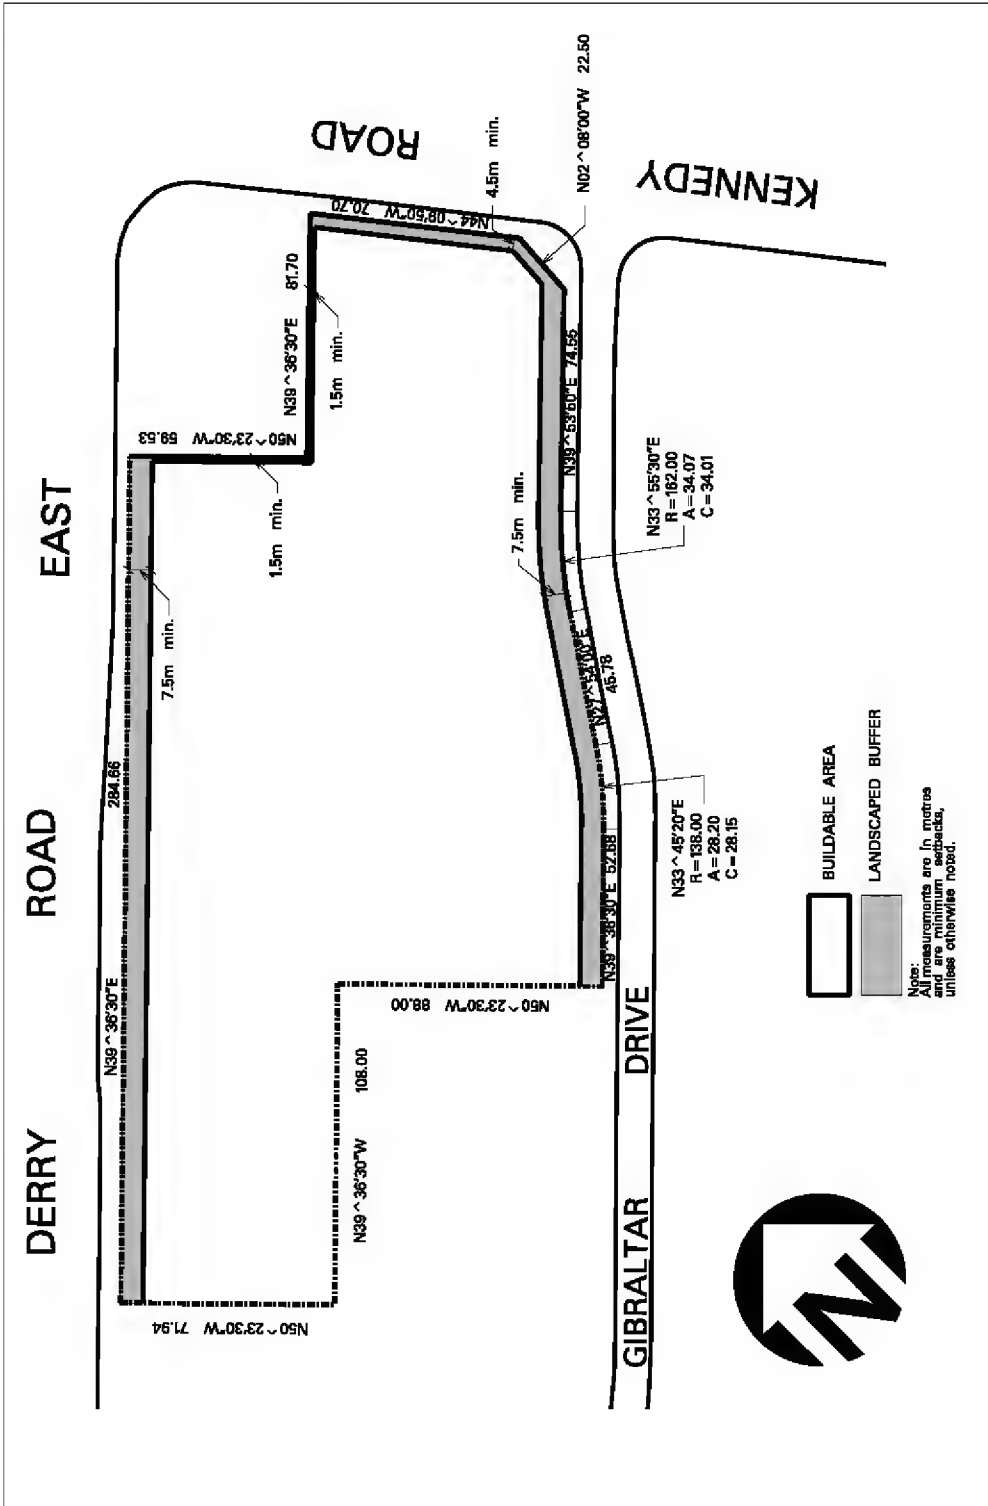 DERRY ROAD EAST
KENNEDY ROAD
GIBRALTAR DRIVE
N39^36'30"E
284.66
7.5m min.
N50^23'30"W 59.53
1.5m min.
N39^36'30"E 81.70
1.5m min.
N44^08'50"W 70.70
4.5m min.
N02^08'00"W 22.50
N39^53'60"E 74.55
7.5m min.
N33^55'30"E
R=162.00
A=34.07
C=34.01
45.78
N33^45'20"E
R=138.00
A=28.20
C=28.15
N39^36'30"E 52.68
N50^23'30"W 88.00
N39^36'30"W 108.00
N50^23'30"W 71.94
BUILDABLE AREA
LANDSCAPED BUFFER
Note:
All measurements are in metres
and are minimum setbacks,
unless otherwise noted.
N